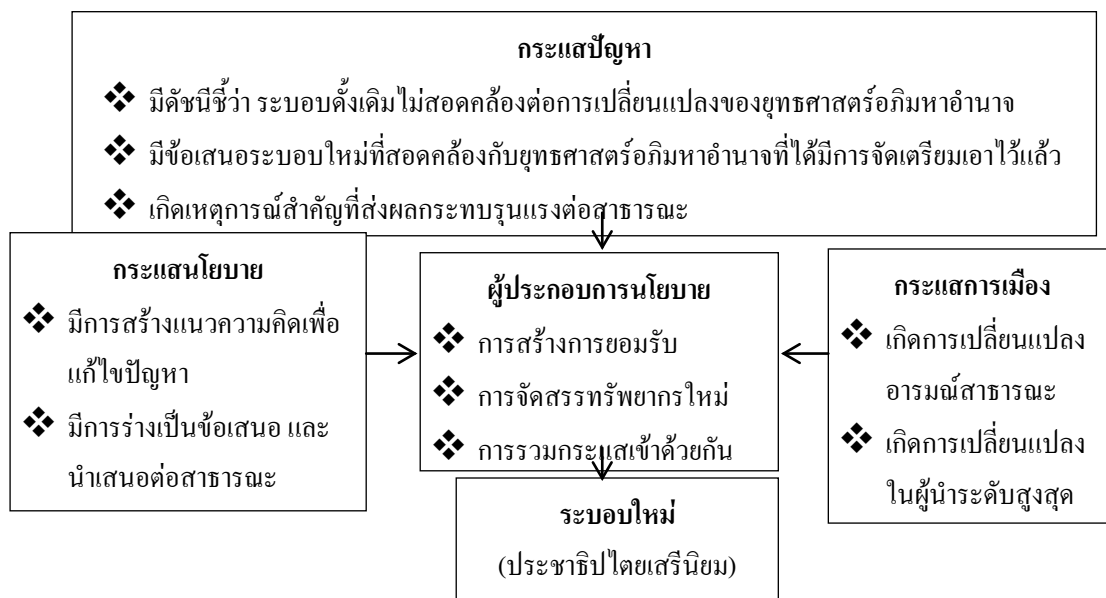 กระแสปัญหา
❖ มีดัชนีชี้ว่า ระบอบดั้งเดิมไม่สอดคล้องต่อการเปลี่ยนแปลงของยุทธศาสตร์อภิมหาอำนาจ
❖ มีข้อเสนอระบอบใหม่ที่สอดคล้องกับยุทธศาสตร์อภิมหาอำนาจที่ได้มีการจัดเตรียมเอาไว้แล้ว
❖ เกิดเหตุการณ์สำคัญที่ส่งผลกระทบรุนแรงต่อสาธารณะ
กระแสนโยบาย
❖ มีการสร้างแนวความคิดเพื่อ
แก้ไขปัญหา
❖ มีการร่างเป็นข้อเสนอ และ
นำเสนอต่อสาธารณะ
ผู้ประกอบการนโยบาย
❖ การสร้างการยอมรับ
❖ การจัดสรรทรัพยากรใหม่
❖ การรวมกระแสเข้าด้วยกัน
กระแสการเมือง
❖ เกิดการเปลี่ยนแปลง
อารมณ์สาธารณะ
❖ เกิดการเปลี่ยนแปลง
ในผู้นำระดับสูงสุด
ระบอบใหม่
(ประชาธิปไตยเสรีนิยม)